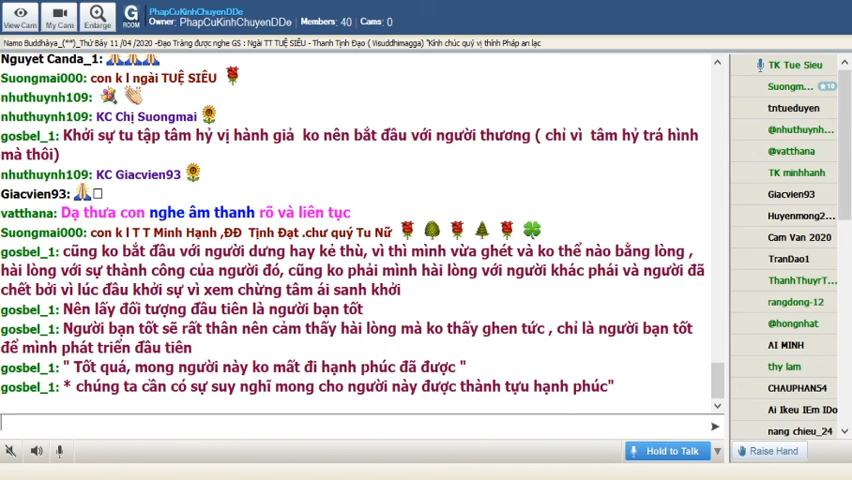 View Cam
My Cam
Enlarge
G
ROOM
PhapCuKinhChuyenDDe
Owner: PhapCuKinhChuyenDDe Members: 40 Cams: 0
Namo Buddhàya_(**)_Thứ Bảy 11 /04 /2020 -Đạo Tràng được nghe GS : Ngài TT TUỆ SIÊU - Thanh Tịnh Đạo ( Visuddhimagga) "Kính chúc quý vị thính Pháp an lạc
Nguyet Canda_1:
Suongmai000: con k l ngài TUỆ SIÊU
nhuthuynh109:
nhuthuynh109: KC Chị Suongmai
gosbel_1: Khởi sự tu tập tâm hỷ vị hành giả ko nên bắt đầu với người thương ( chỉ vì tâm hỷ trá hình
mà thôi)
nhuthuynh109: KC Giacvien93
Giacvien93:
vatthana: Dạ thưa con nghe âm thanh rõ và liên tục
Suongmai000: con k l T T Minh Hạnh ,ĐĐ Tịnh Đạt .chư quý Tu Nữ
gosbel_1: cũng ko bắt đầu với người dưng hay kẻ thù, vì thì mình vừa ghét và ko thể nào bằng lòng ,
hài lòng với sự thành công của người đó, cũng ko phải mình hài lòng với người khác phái và người đã
chết bởi vì lúc đầu khởi sự vì xem chừng tâm ái sanh khởi
gosbel_1: Nên lấy đối tượng đầu tiên là người bạn tốt
gosbel_1: Người bạn tốt sẽ rất thân nên cảm thấy hài lòng mà ko thấy ghen tức , chỉ là người bạn tốt
để mình phát triển đầu tiên
gosbel_1: " Tốt quá, mong người này ko mất đi hạnh phúc đã được "
gosbel_1: * chúng ta cần có sự suy nghĩ mong cho người này được thành tựu hạnh phúc"
Hold to Talk
Raise Hand
TK Tue Sieu
Suongm...
10
tntueduyen
@nhuthuynh...
@vatthana
TK minhhanh
Giacvien93
Huyenmong2...
Cam Van 2020
TranDao1
ThanhThuyrT...
rangdong-12
@hongnhat
AI MINH
thy lam
CHAUPHAN54
Ai Ikeu IEm IDo
nang chieu_24